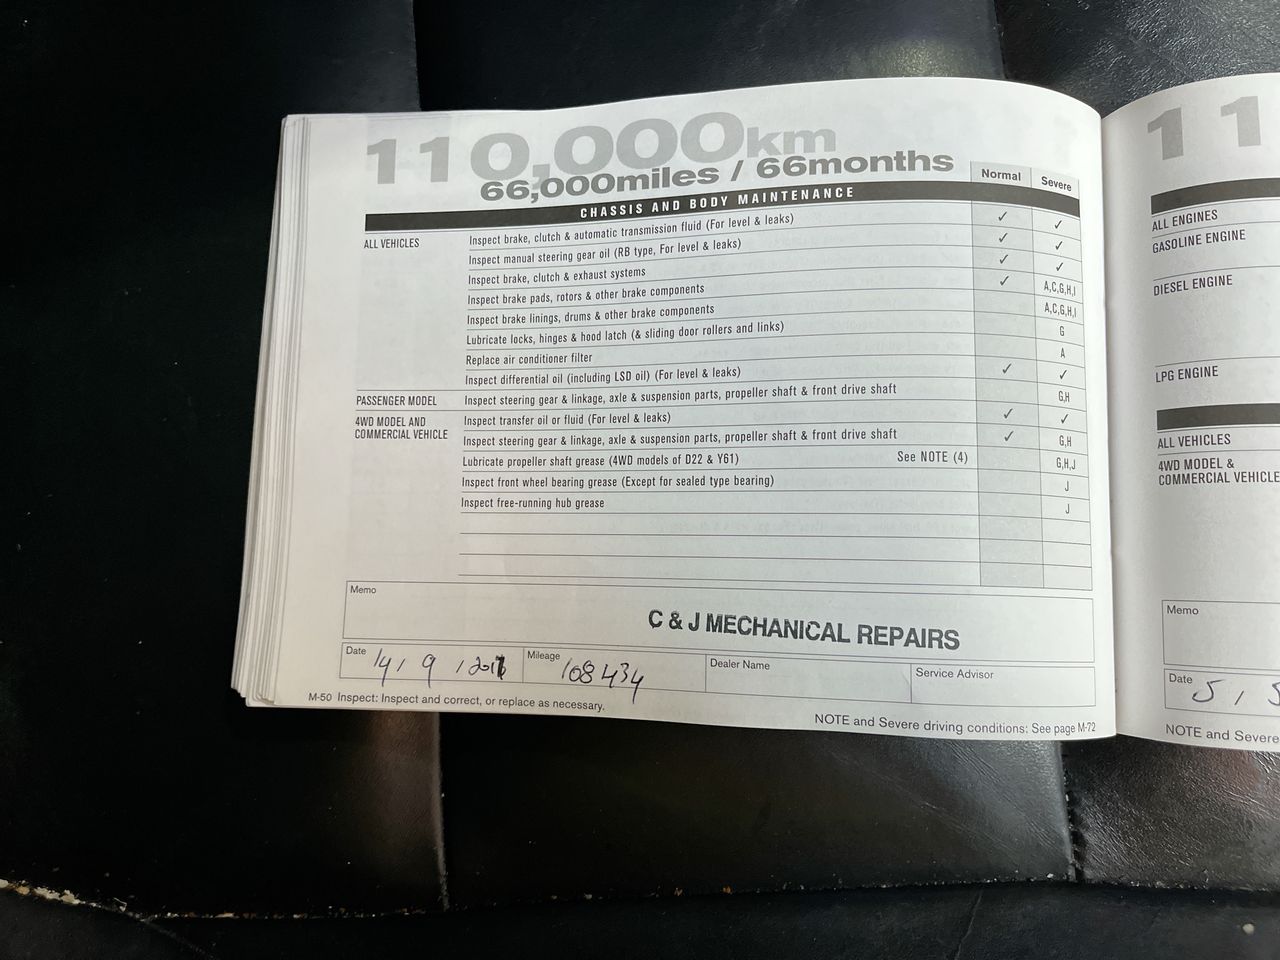 110,000km
66,000miles / 66months
Normal Severe
CHASSIS AND BODY MAINTENANCE
ALL VEHICLES Inspect brake, clutch & automatic transmission fluid (For level & leaks) ✓ ✓
Inspect manual steering gear oil (RB type, For level & leaks) ✓ ✓
Inspect brake, clutch & exhaust systems ✓ ✓
Inspect brake pads, rotors & other brake components ✓ A,C,G,H,I
Inspect brake linings, drums & other brake components A,C,G,H,I
Lubricate locks, hinges & hood latch (& sliding door rollers and links) G
Replace air conditioner filter A
Inspect differential oil (including LSD oil) (For level & leaks) ✓ ✓
PASSENGER MODEL Inspect steering gear & linkage, axle & suspension parts, propeller shaft & front drive shaft G,H
4WD MODEL AND
COMMERCIAL VEHICLE Inspect transfer oil or fluid (For level & leaks) ✓ ✓
Inspect steering gear & linkage, axle & suspension parts, propeller shaft & front drive shaft ✓ G,H
Lubricate propeller shaft grease (4WD models of D22 & Y61) See NOTE (4) G,H,J
Inspect front wheel bearing grease (Except for sealed type bearing) J
Inspect free-running hub grease J
Memo
C & J MECHANICAL REPAIRS
Date 14 / 9 / Mileage 108434 Dealer Name Service Advisor
M-50 Inspect: Inspect and correct, or replace as necessary.
NOTE and Severe driving conditions: See page M-72
11
ALL ENGINES
GASOLINE ENGINE
DIESEL ENGINE
LPG ENGINE
ALL VEHICLES
4WD MODEL &
COMMERCIAL VEHICLE
Memo
Date 5 / 5
NOTE and Severe